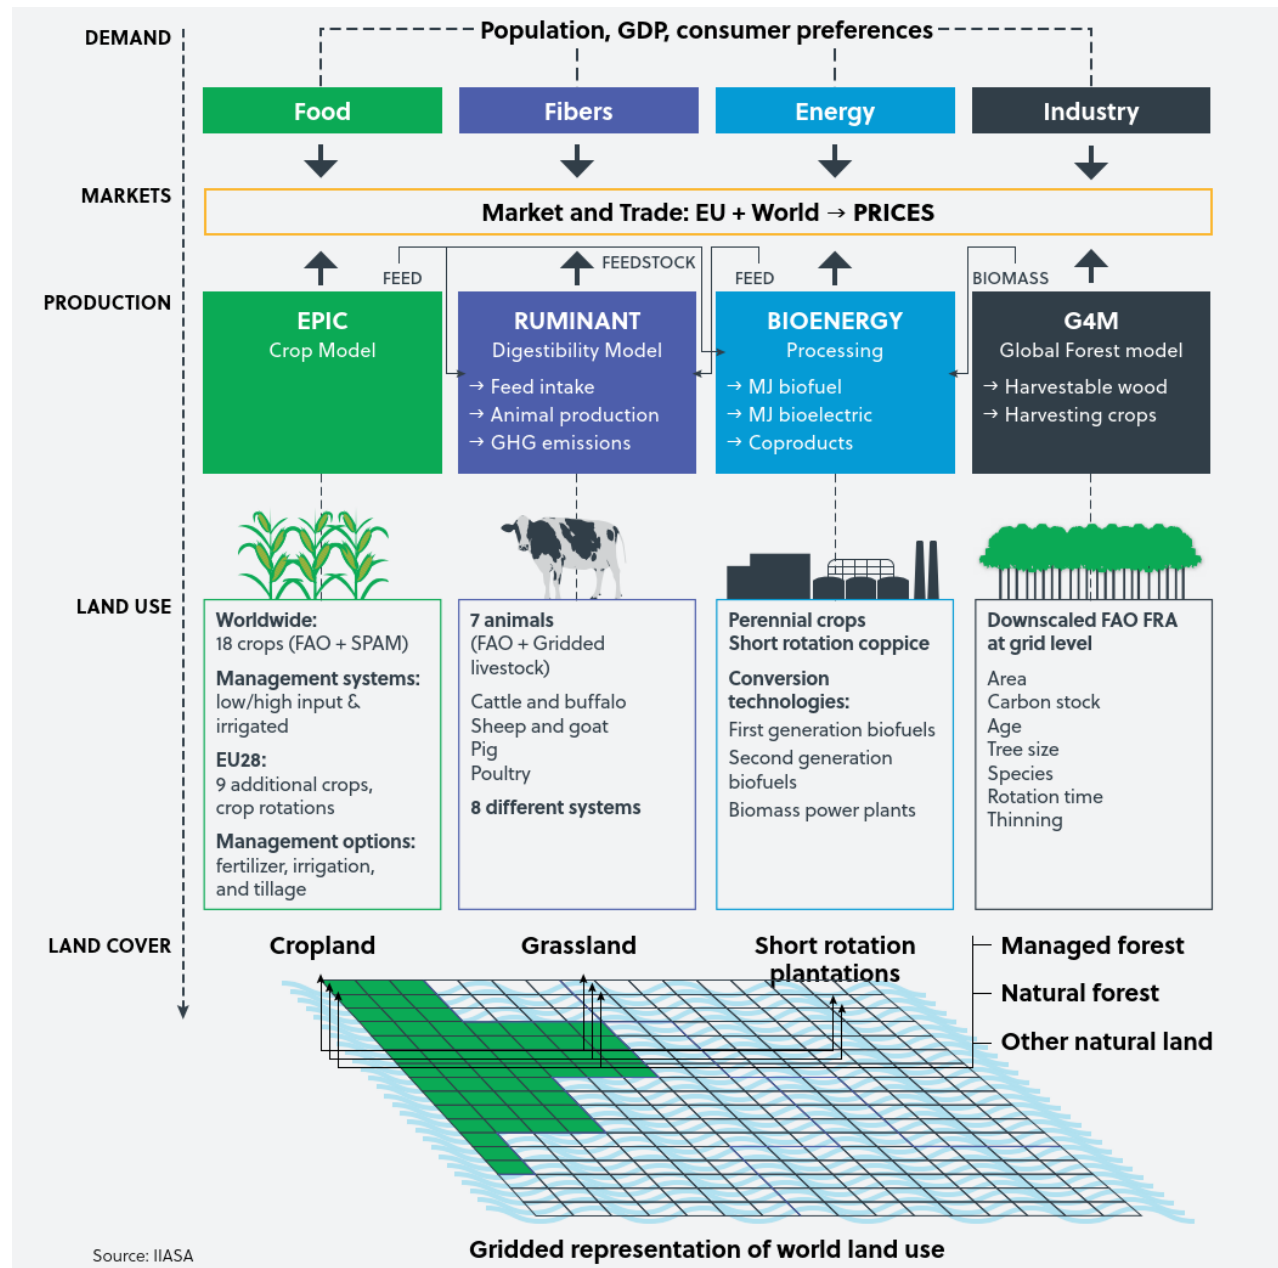 DEMAND
Population, GDP, consumer preferences
Food
Fibers
Energy
Industry
MARKETS
Market and Trade: EU + World → PRICES
FEED
FEEDSTOCK
FEED
BIOMASS
PRODUCTION
EPIC
Crop Model
RUMINANT
Digestibility Model
→ Feed intake
→ Animal production
→ GHG emissions
BIOENERGY
Processing
→ MJ biofuel
→ MJ bioelectric
→ Coproducts
G4M
Global Forest model
→ Harvestable wood
→ Harvesting crops
LAND USE
Worldwide:
18 crops (FAO + SPAM)
Management systems:
low/high input &
irrigated
EU28:
9 additional crops,
crop rotations
Management options:
fertilizer, irrigation,
and tillage
7 animals
(FAO + Gridded
livestock)
Cattle and buffalo
Sheep and goat
Pig
Poultry
8 different systems
Perennial crops
Short rotation coppice
Conversion
technologies:
First generation biofuels
Second generation
biofuels
Biomass power plants
Downscaled FAO FRA
at grid level
Area
Carbon stock
Age
Tree size
Species
Rotation time
Thinning
LAND COVER
Cropland
Grassland
Short rotation
plantations
Managed forest
Natural forest
Other natural land
Gridded representation of world land use
Source: IIASA